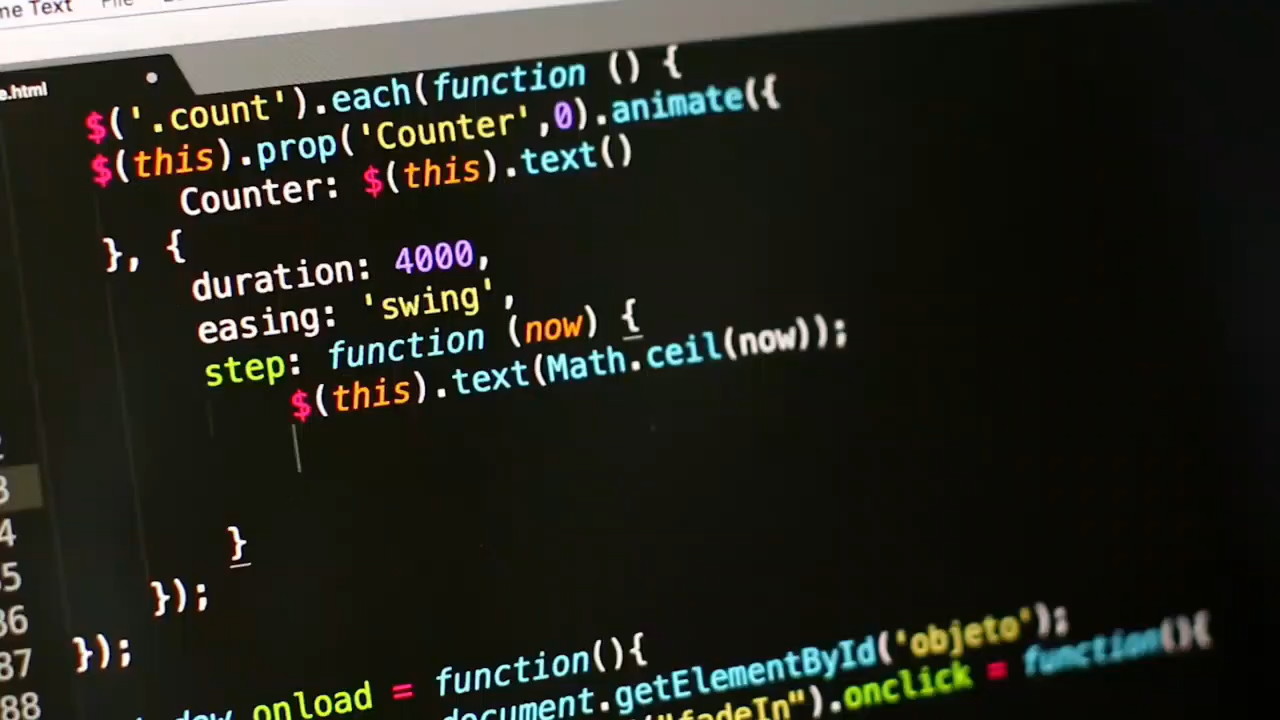 Text File
e.html
$('.count').each(function () {
$(this).prop('Counter',0).animate({
Counter: $(this).text()
}, {
duration: 4000,
easing: 'swing',
step: function (now) {
$(this).text(Math.ceil(now));
3
4
5
}
86
});
87 });
88 onload = function(){
document.getElementById('objeto');
"fadeIn").onclick = function(){